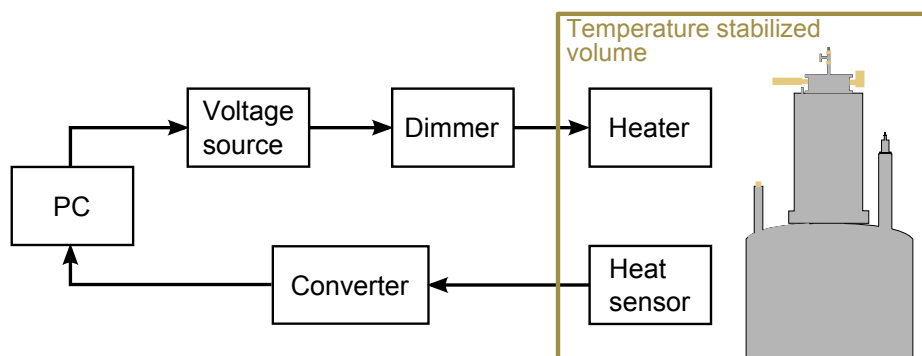 Temperature stabilized
volume
Voltage
source
Dimmer
Heater
PC
Converter
Heat
sensor